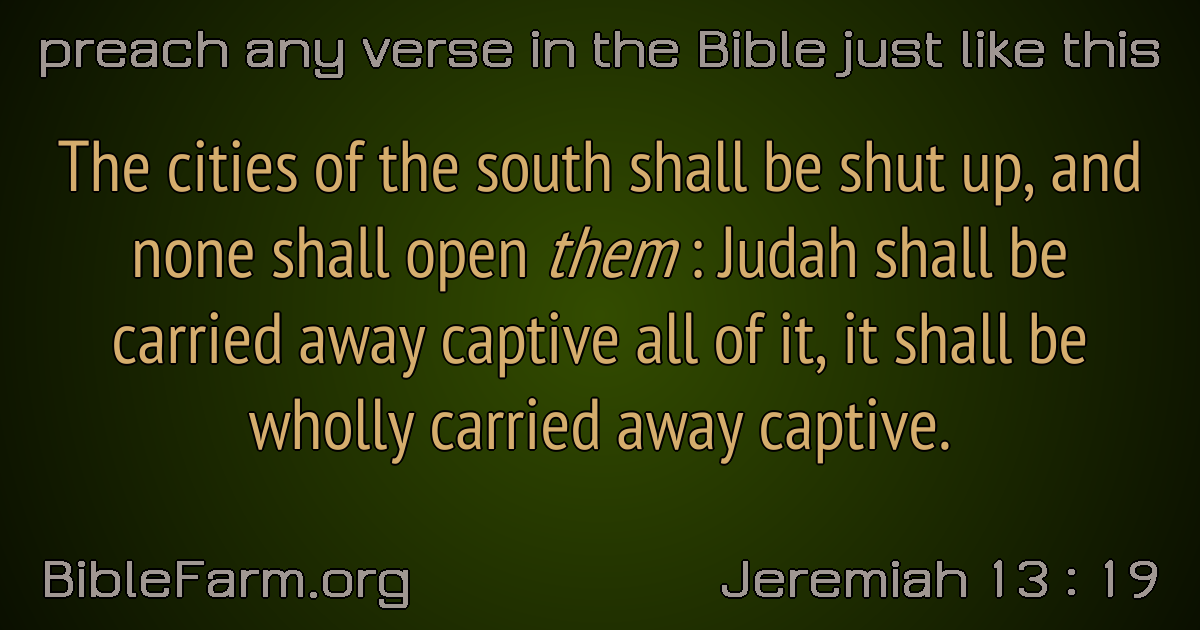 preach any verse in the Bible just like this
The cities of the south shall be shut up, and
none shall open them : Judah shall be
carried away captive all of it, it shall be
wholly carried away captive.
BibleFarm.org
Jeremiah 13 : 19